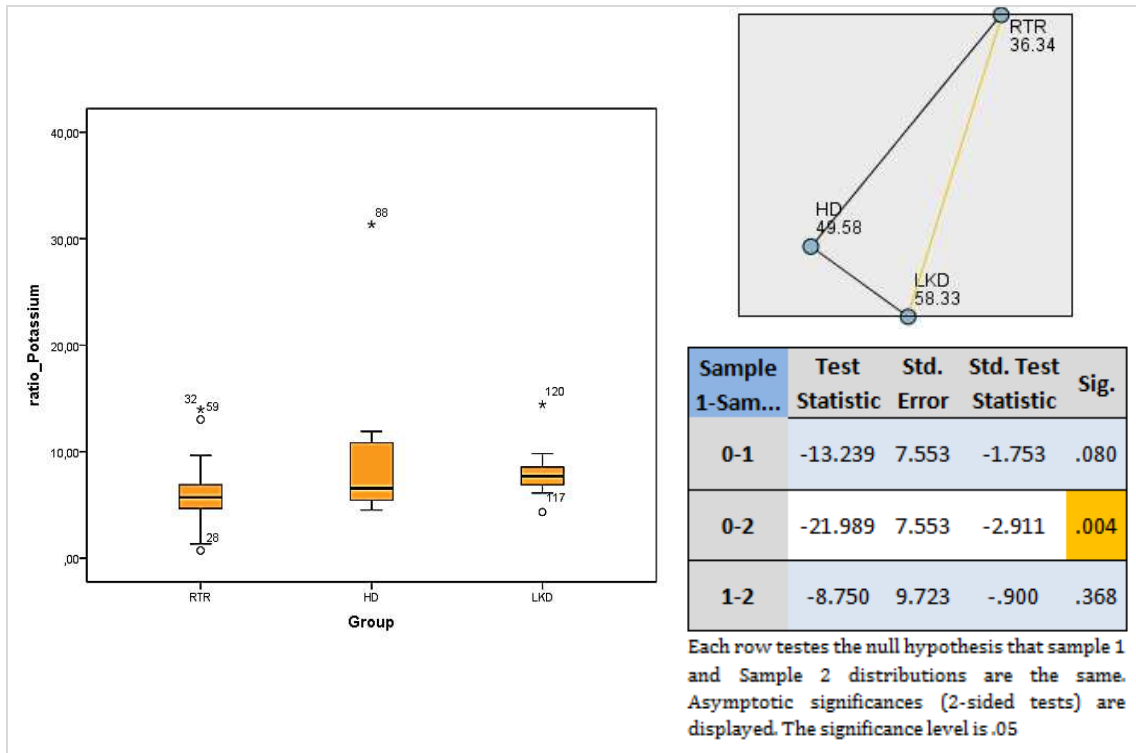 40,00
30,00
20,00
10,00
,00
ratio_Potassium
88
32
59
28
120
117
RTR
HD
LKD
Group
RTR
36.34
HD
49.58
LKD
58.33
Sample 1-Sam... Test Statistic Std. Error Std. Test Statistic Sig.
0-1 -13.239 7.553 -1.753 .080
0-2 -21.989 7.553 -2.911 .004
1-2 -8.750 9.723 -.900 .368
Each row testes the null hypothesis that sample 1
and Sample 2 distributions are the same.
Asymptotic significances (2-sided tests) are
displayed. The significance level is .05